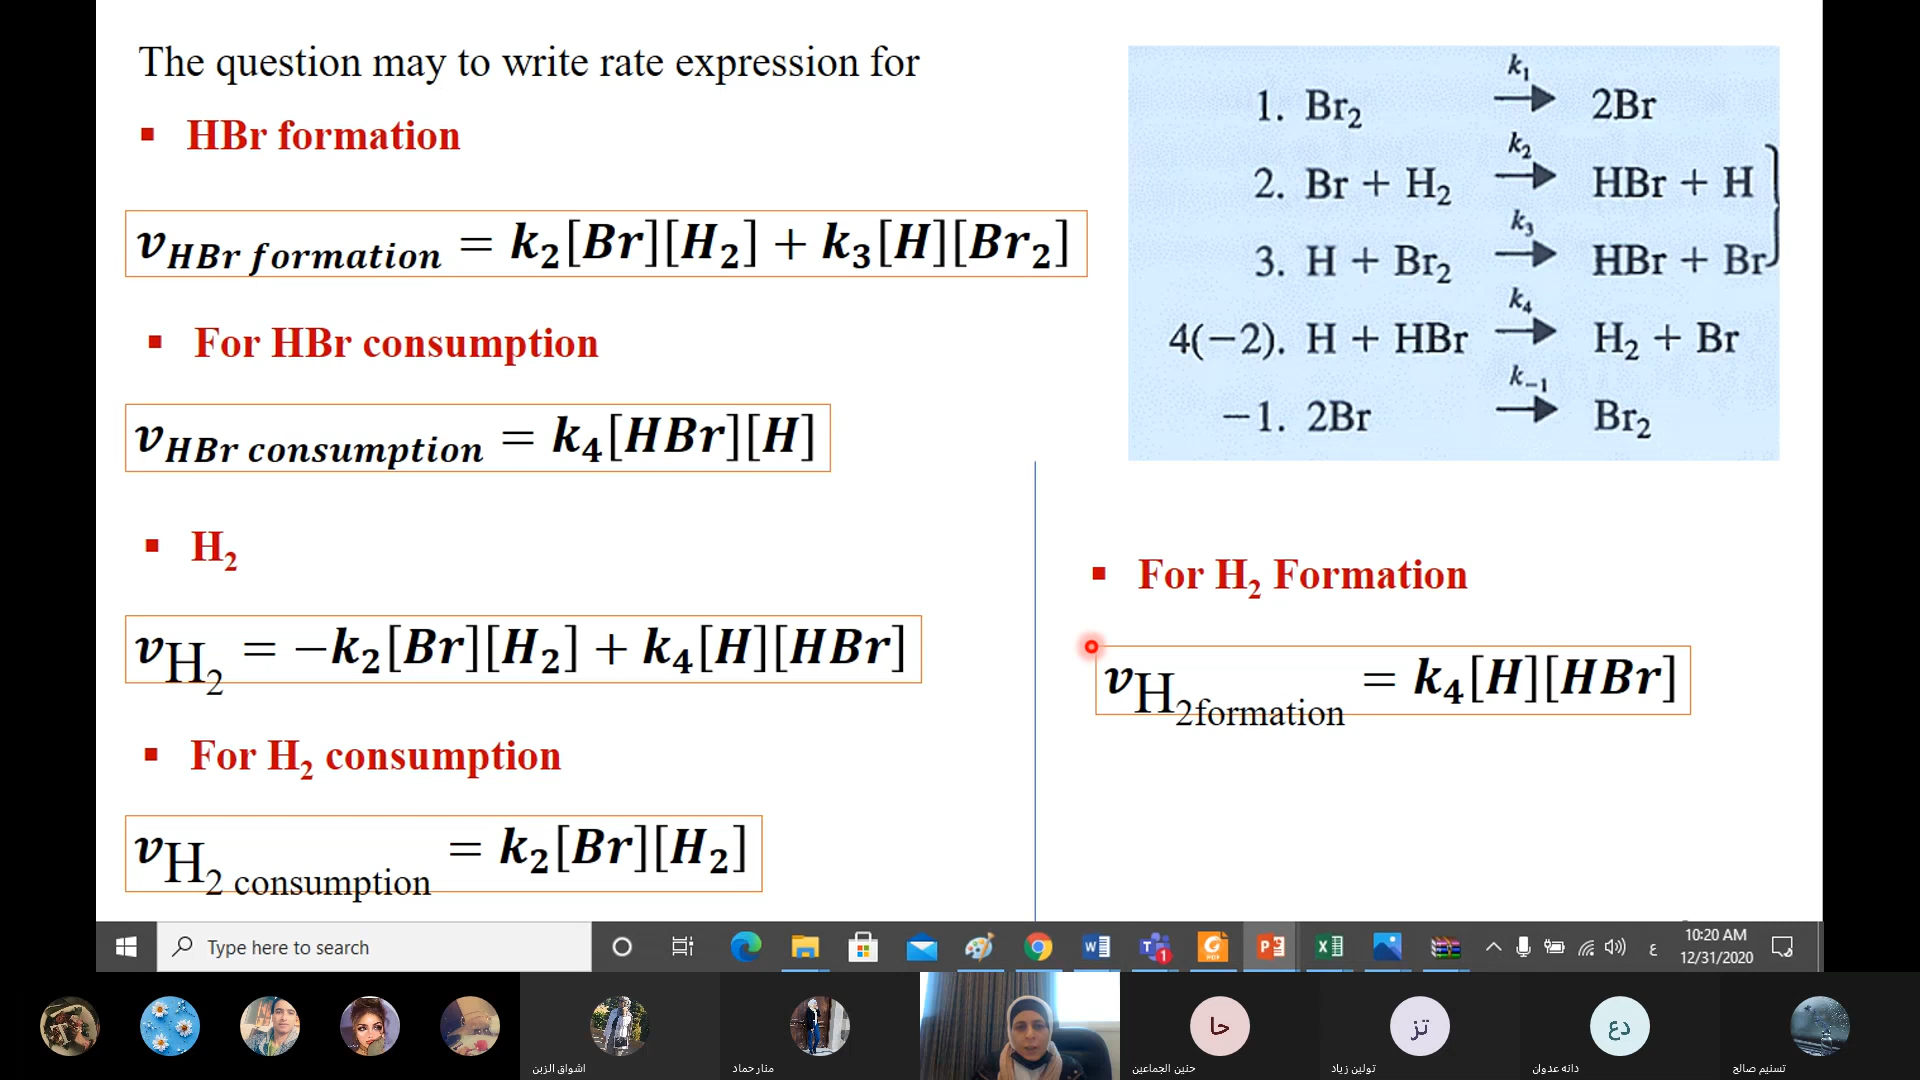 The question may to write rate expression for
▪ HBr formation
v_HBr formation = k₂[Br][H₂] + k₃[H][Br₂]
▪ For HBr consumption
v_HBr consumption = k₄[HBr][H]
▪ H₂
v_H₂ = −k₂[Br][H₂] + k₄[H][HBr]
▪ For H₂ consumption
v_H₂ consumption = k₂[Br][H₂]
k₁
1. Br₂ → 2Br
k₂
2. Br + H₂ → HBr + H
k₃
3. H + Br₂ → HBr + Br
k₄
4(−2). H + HBr → H₂ + Br
k₋₁
−1. 2Br → Br₂
▪ For H₂ Formation
v_H₂formation = k₄[H][HBr]
Type here to search
1
PDF
ع
10:20 AM
12/31/2020
حا
تز
دع
اشواق الزبن
منار حماد
حنين الجماعين
تولين زياد
دانه عدوان
تسنيم صالح